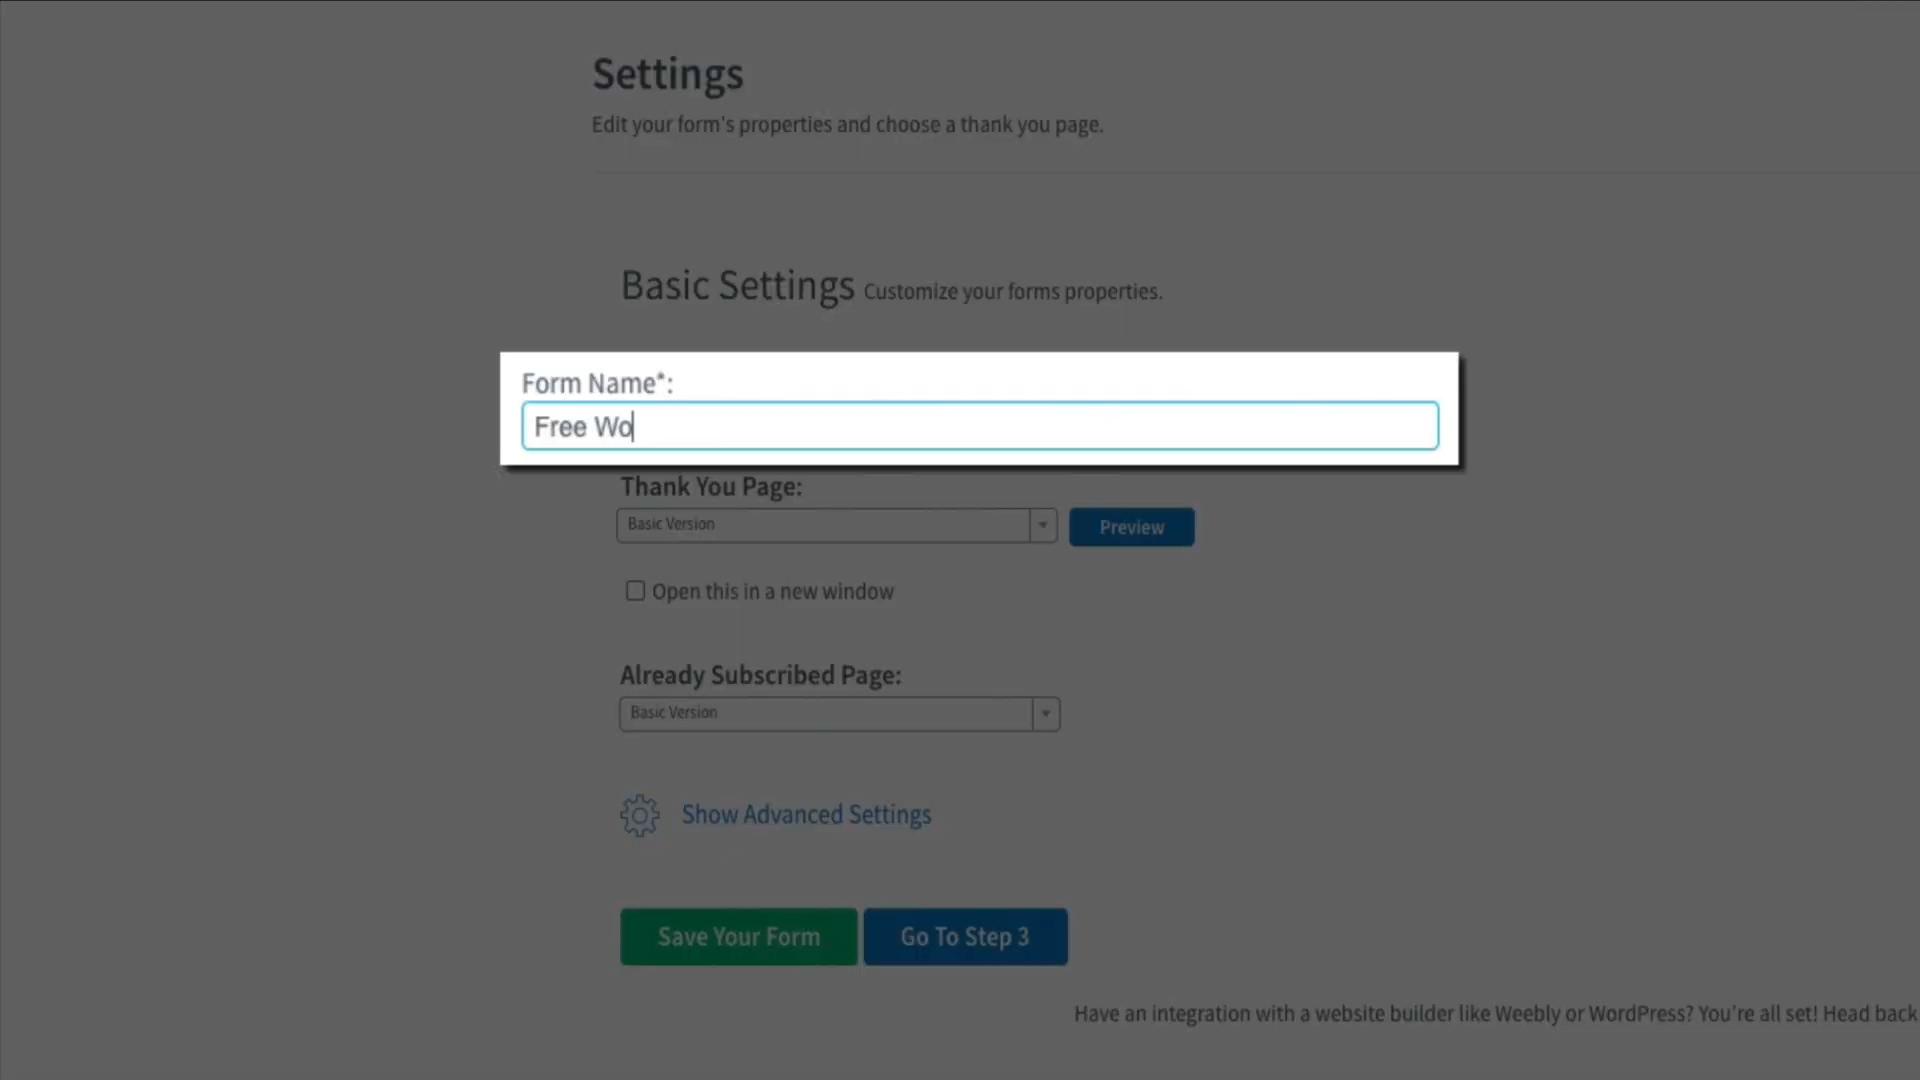 Settings
Edit your form's properties and choose a thank you page.
Basic Settings Customize your forms properties.
Form Name*:
Free Wo
Thank You Page:
Basic Version
Preview
Open this in a new window
Already Subscribed Page:
Basic Version
Show Advanced Settings
Save Your Form
Go To Step 3
Have an integration with a website builder like Weebly or WordPress? You're all set! Head back